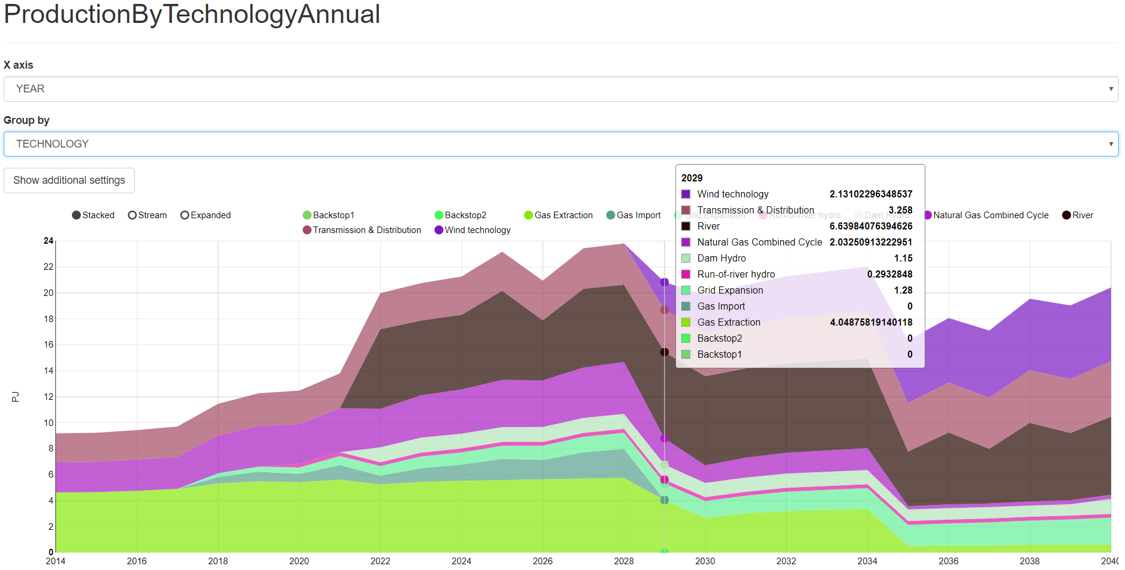 ProductionByTechnologyAnnual
X axis
YEAR
Group by
TECHNOLOGY
Show additional settings
Stacked Stream Expanded Backstop1 Backstop2 Gas Extraction Gas Import Natural Gas Combined Cycle River
Transmission & Distribution Wind technology
2029
Wind technology 2.13102296348537
Transmission & Distribution 3.258
River 6.63984076394626
Natural Gas Combined Cycle 2.03250913222951
Dam Hydro 1.15
Run-of-river hydro 0.2932848
Grid Expansion 1.28
Gas Import 0
Gas Extraction 4.04875819140118
Backstop2 0
Backstop1 0
24
22
20
18
16
14
12
10
8
6
4
2
0
PJ
2014 2016 2018 2020 2022 2024 2026 2028 2030 2032 2034 2036 2038 2040